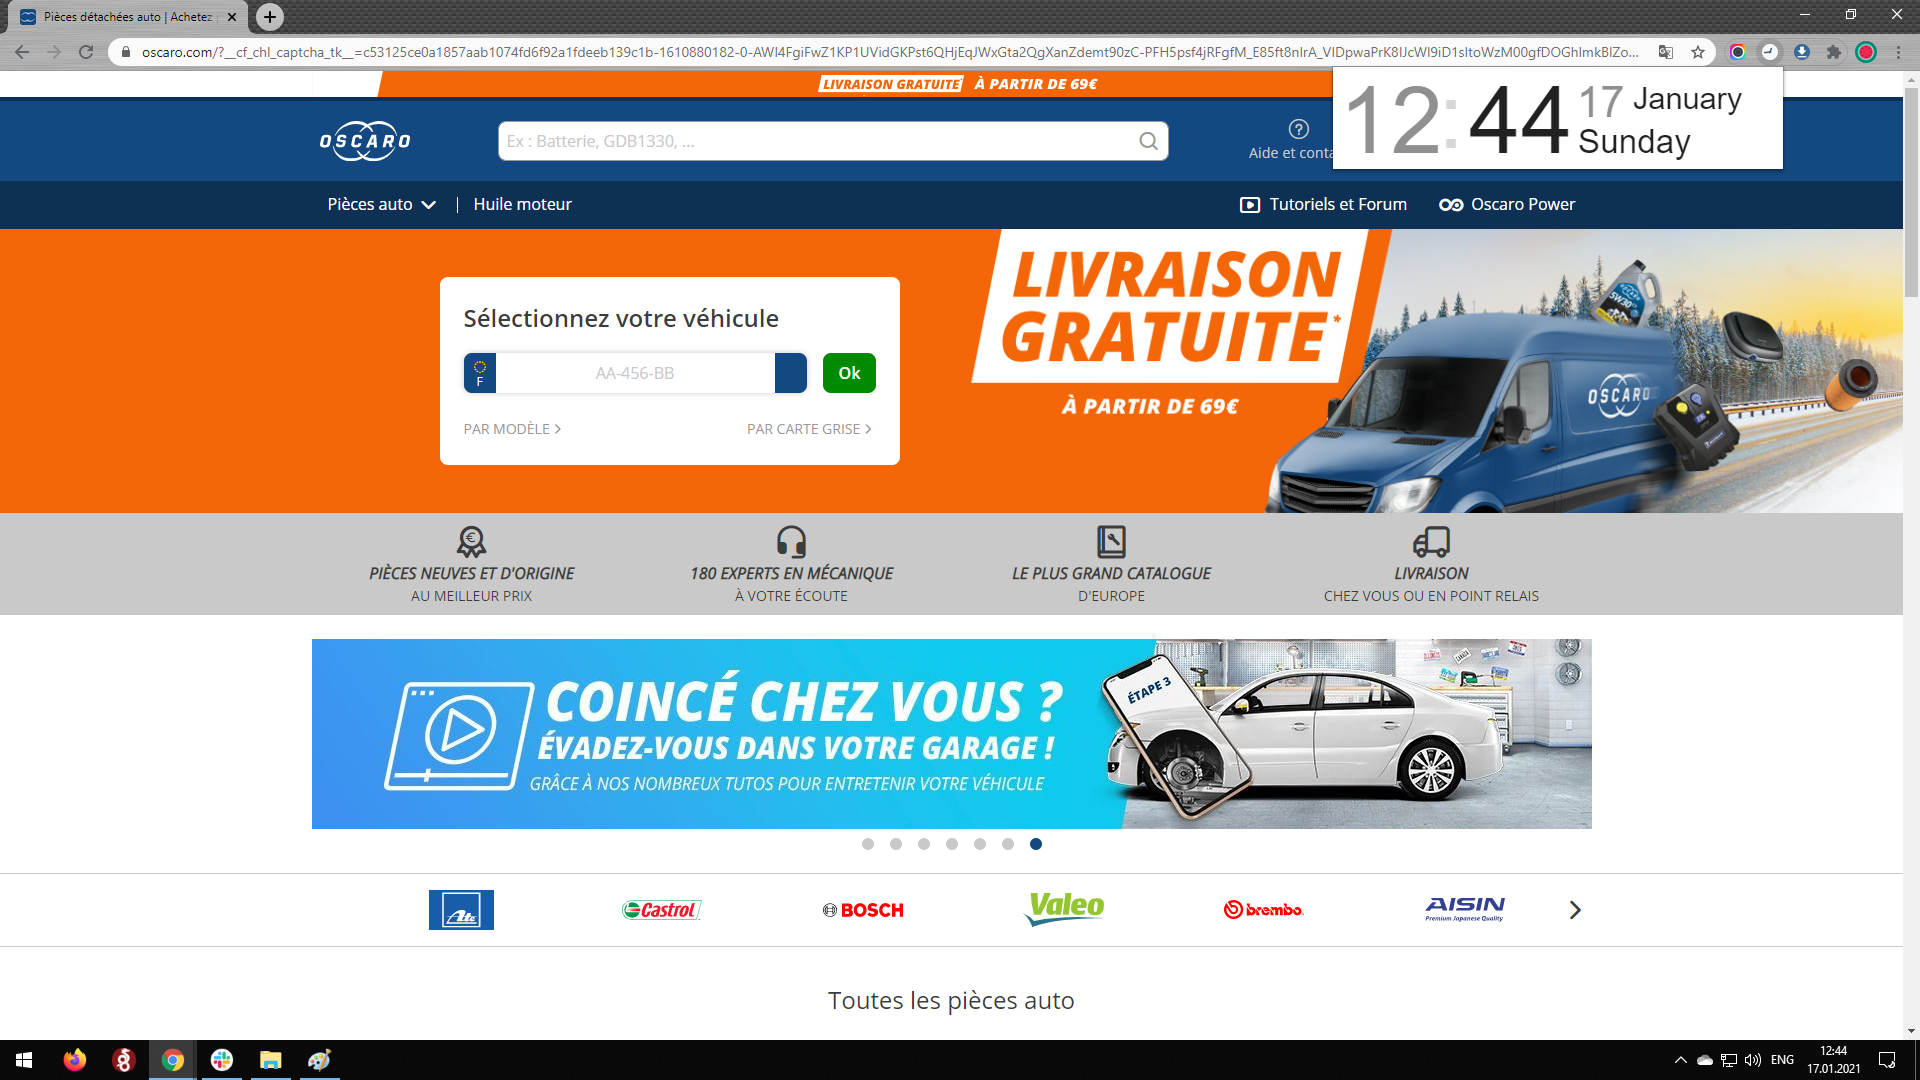 Pièces détachées auto | Achetez
oscaro.com/?__cf_chl_captcha_tk__=c53125ce0a1857aab1074fd6f92a1fdeeb139c1b-1610880182-0-AWI4FgiFwZ1KP1UVidGKPst6QHjEqJWxGta2QgXanZdemt90zC-PFH5psf4jRFgfM_E85ft8nIrA_VIDpwaPrK8IJcWI9iD1sltoWzM00gfDOGhlmkBIZo...
LIVRAISON GRATUITE* À PARTIR DE 69€
12:44 17 January
Sunday
OSCARO
Ex : Batterie, GDB1330, ...
Aide et conta
Pièces auto
Huile moteur
Tutoriels et Forum
Oscaro Power
LIVRAISON
GRATUITE*
À PARTIR DE 69€
5W30
OSCARO
Sélectionnez votre véhicule
F
AA-456-BB
Ok
PAR MODÈLE
PAR CARTE GRISE
PIÈCES NEUVES ET D'ORIGINE
AU MEILLEUR PRIX
180 EXPERTS EN MÉCANIQUE
À VOTRE ÉCOUTE
LE PLUS GRAND CATALOGUE
D'EUROPE
LIVRAISON
CHEZ VOUS OU EN POINT RELAIS
COINCÉ CHEZ VOUS ?
ÉVADEZ-VOUS DANS VOTRE GARAGE !
GRÂCE À NOS NOMBREUX TUTOS POUR ENTRETENIR VOTRE VÉHICULE
ÉTAPE 3
Ate
Castrol
BOSCH
Valeo
brembo
AISIN
Premium Japanese Quality
Toutes les pièces auto
ENG
12:44
17.01.2021